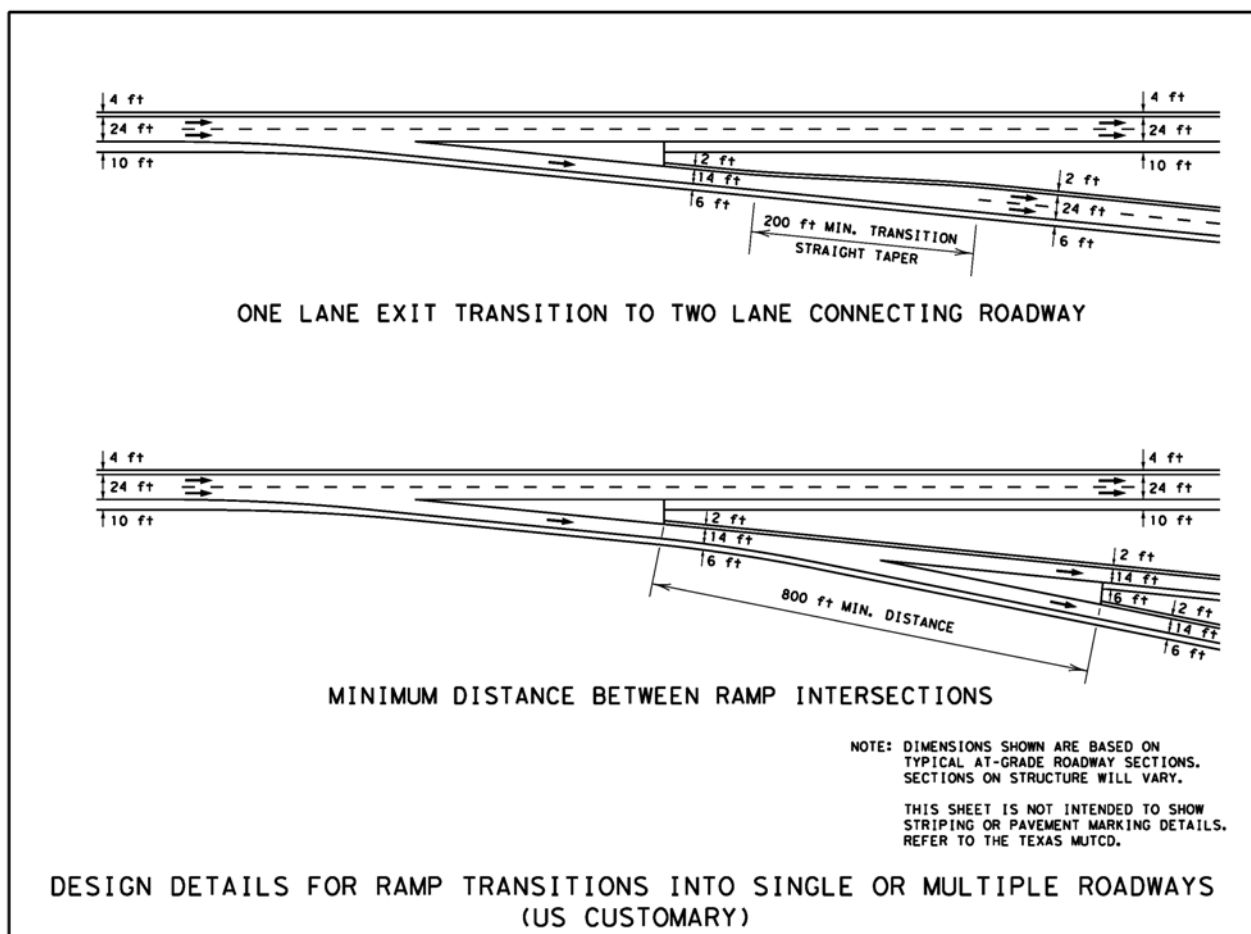 4 ft
24 ft
10 ft
2 ft
14 ft
6 ft
200 ft MIN. TRANSITION
STRAIGHT TAPER
2 ft
24 ft
6 ft
4 ft
24 ft
10 ft
ONE LANE EXIT TRANSITION TO TWO LANE CONNECTING ROADWAY
4 ft
24 ft
10 ft
2 ft
14 ft
6 ft
800 ft MIN. DISTANCE
4 ft
24 ft
10 ft
2 ft
14 ft
6 ft
2 ft
14 ft
6 ft
MINIMUM DISTANCE BETWEEN RAMP INTERSECTIONS
NOTE: DIMENSIONS SHOWN ARE BASED ON
TYPICAL AT-GRADE ROADWAY SECTIONS.
SECTIONS ON STRUCTURE WILL VARY.
THIS SHEET IS NOT INTENDED TO SHOW
STRIPING OR PAVEMENT MARKING DETAILS.
REFER TO THE TEXAS MUTCD.
DESIGN DETAILS FOR RAMP TRANSITIONS INTO SINGLE OR MULTIPLE ROADWAYS
(US CUSTOMARY)